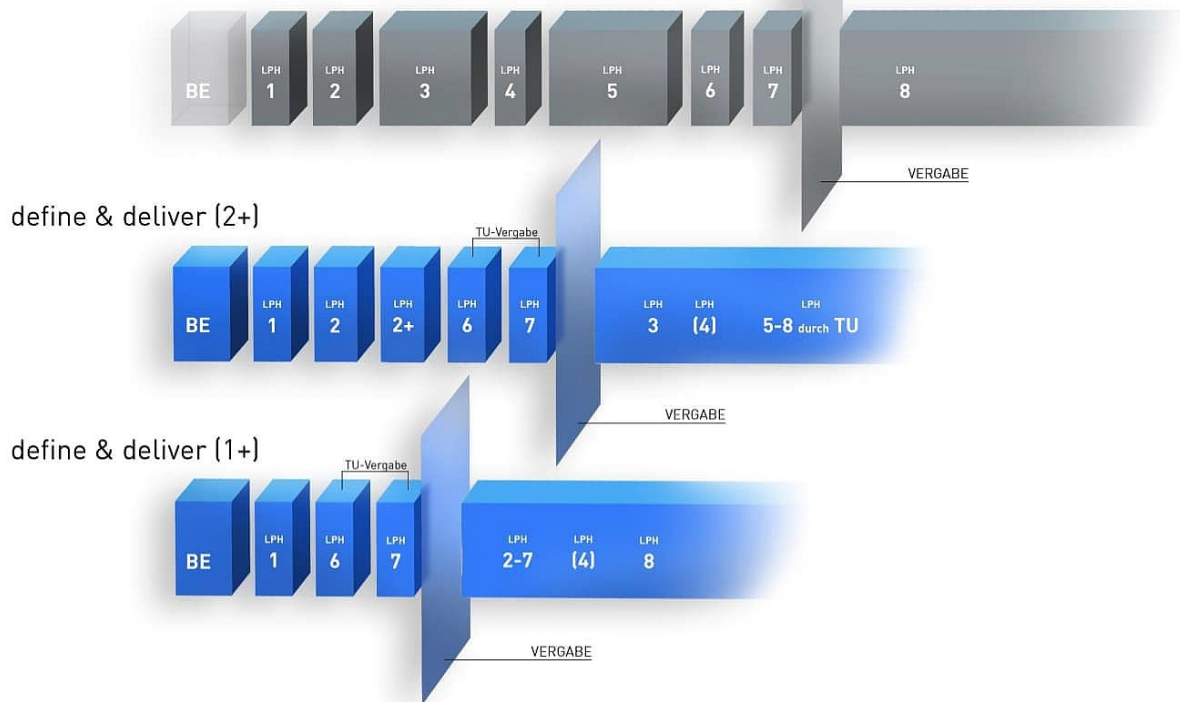 LPH LPH LPH LPH LPH LPH LPH LPH
BE 1 2 3 4 5 6 7 8
VERGABE
define & deliver (2+)
TU-Vergabe
LPH LPH LPH LPH LPH LPH LPH LPH
BE 1 2 2+ 6 7 3 (4) 5-8 durch TU
VERGABE
define & deliver (1+)
TU-Vergabe
LPH LPH LPH LPH LPH LPH
BE 1 6 7 2-7 (4) 8
VERGABE